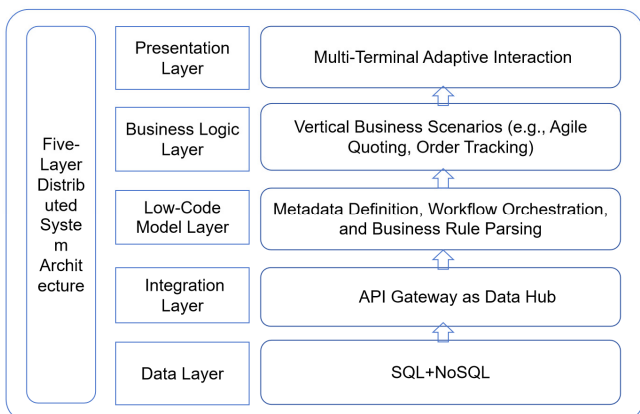 Five-
Layer
Distrib
uted
Syste
m
Archit
ecture
Presentation
Layer
Multi-Terminal Adaptive Interaction
Business Logic
Layer
Vertical Business Scenarios (e.g., Agile
Quoting, Order Tracking)
Low-Code
Model Layer
Metadata Definition, Workflow Orchestration,
and Business Rule Parsing
Integration
Layer
API Gateway as Data Hub
Data Layer
SQL+NoSQL